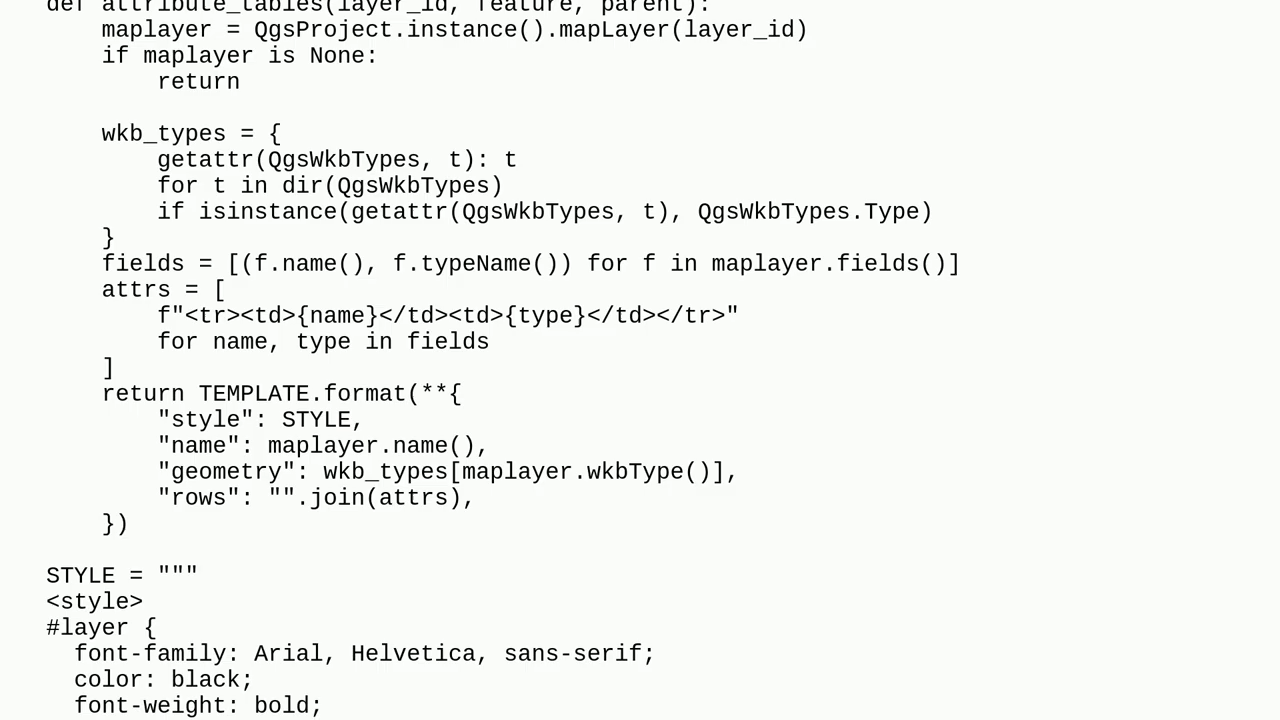 def attribute_tables(layer_id, feature, parent):
    maplayer = QgsProject.instance().mapLayer(layer_id)
    if maplayer is None:
        return

    wkb_types = {
        getattr(QgsWkbTypes, t): t
        for t in dir(QgsWkbTypes)
        if isinstance(getattr(QgsWkbTypes, t), QgsWkbTypes.Type)
    }
    fields = [(f.name(), f.typeName()) for f in maplayer.fields()]
    attrs = [
        f"<tr><td>{name}</td><td>{type}</td></tr>"
        for name, type in fields
    ]
    return TEMPLATE.format(**{
        "style": STYLE,
        "name": maplayer.name(),
        "geometry": wkb_types[maplayer.wkbType()],
        "rows": "".join(attrs),
    })

STYLE = """
<style>
#layer {
  font-family: Arial, Helvetica, sans-serif;
  color: black;
  font-weight: bold;